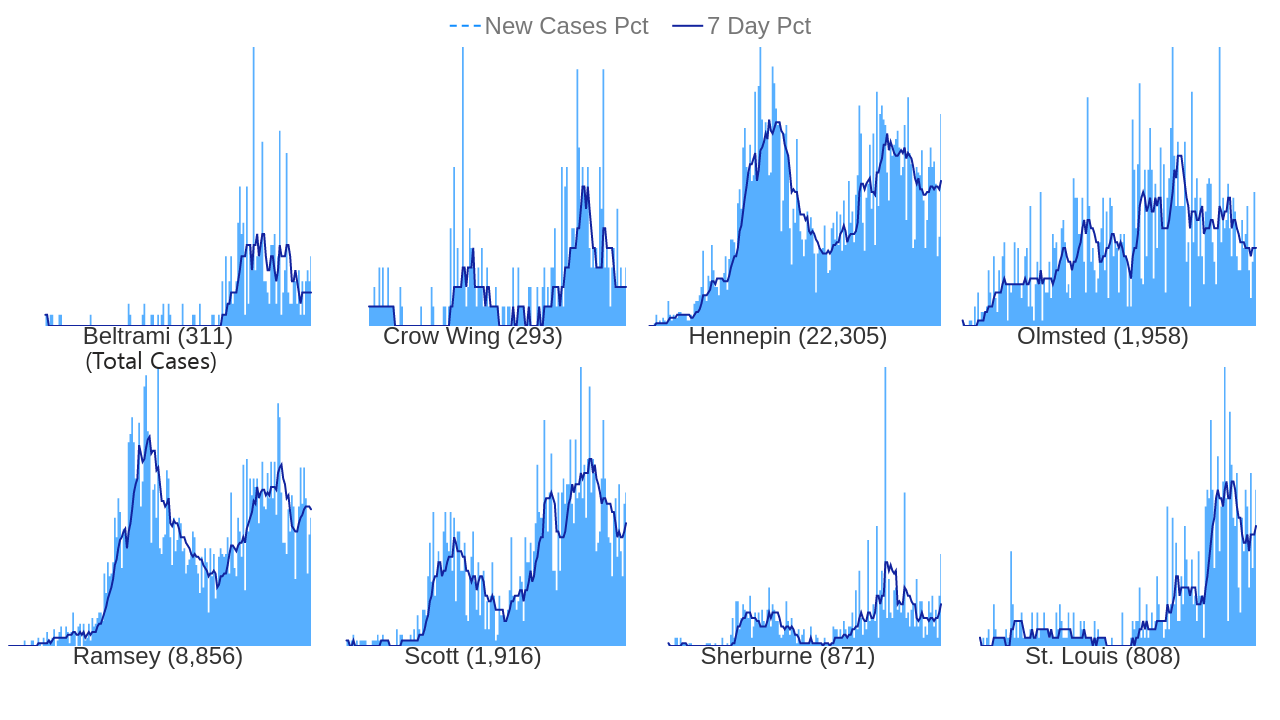 New Cases Pct 7 Day Pct
Beltrami (311) Crow Wing (293) Hennepin (22,305) Olmsted (1,958)
(Total Cases)
Ramsey (8,856) Scott (1,916) Sherburne (871) St. Louis (808)